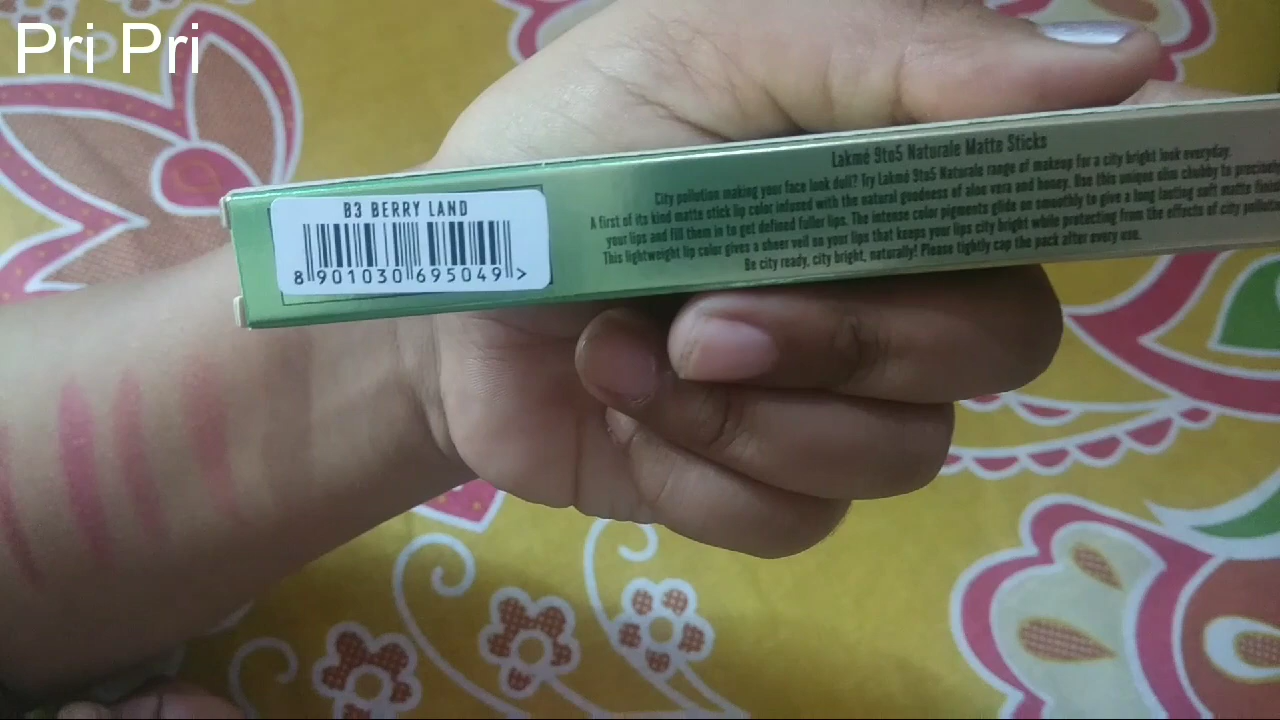 Pri Pri
B3 BERRY LAND
8 901030 695049 >
Lakmé 9to5 Naturale Matte Sticks
City pollution making your face look dull? Try Lakmé 9to5 Naturale range of makeup for a city bright look everyday.
A first of its kind matte stick lip color infused with the natural goodness of aloe vera and honey. Use this unique slim chubby to precisely
your lips and fill them in to get defined fuller lips. The intense color pigments glide on smoothly to give a long lasting soft matte
This lightweight lip color gives a sheer veil on your lips that keeps your lips city bright while protecting from the effects of city
Be city ready, city bright, naturally! Please tightly cap the pack after every use.